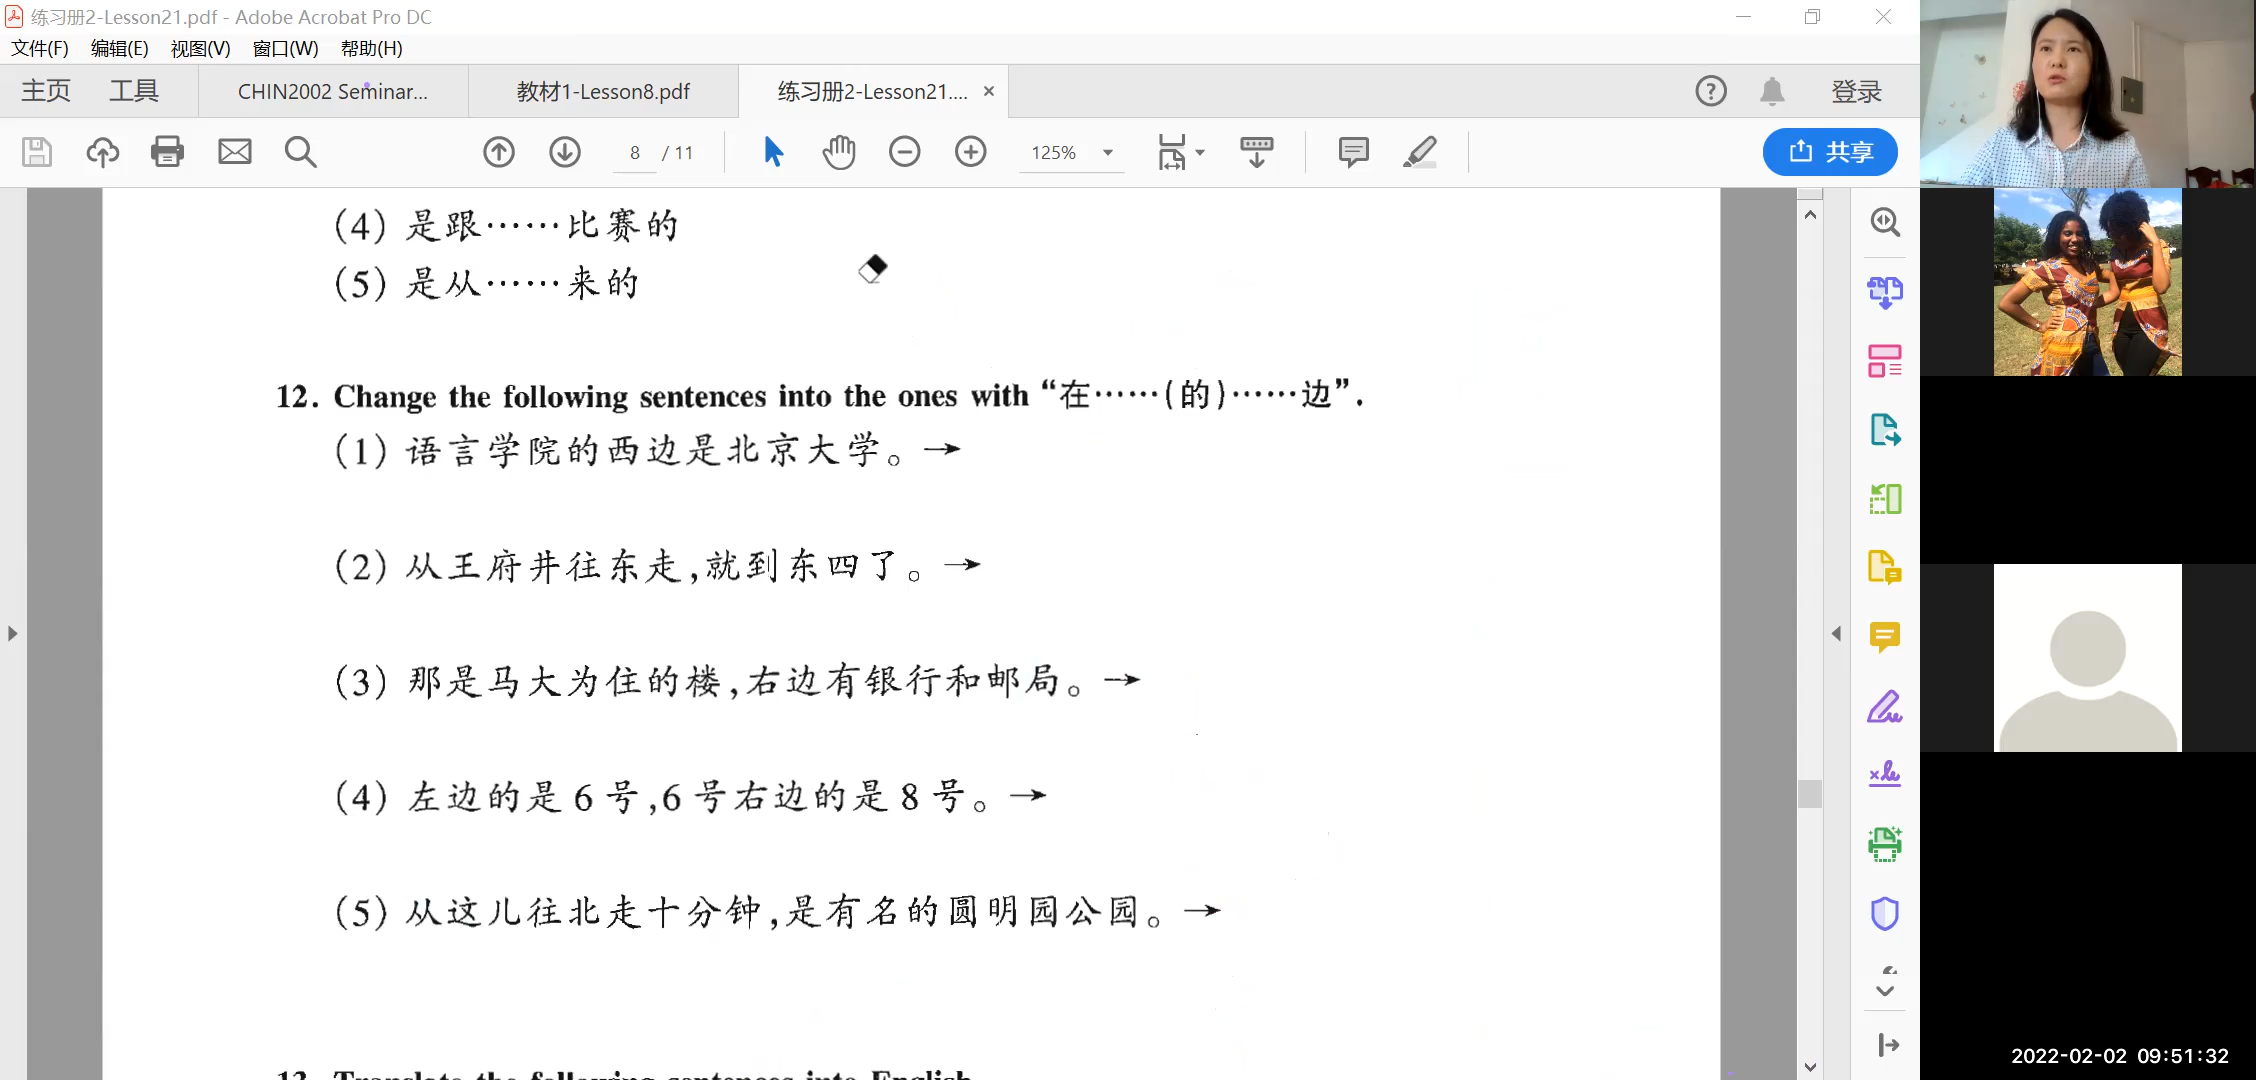 练习册2-Lesson21.pdf - Adobe Acrobat Pro DC
文件(F) 编辑(E) 视图(V) 窗口(W) 帮助(H)
主页 工具 CHIN2002 Seminar... 教材1-Lesson8.pdf 练习册2-Lesson21.... × 登录
8 / 11 125% 共享
(4) 是跟……比赛的
(5) 是从……来的
12. Change the following sentences into the ones with “在……(的)……边”.
(1) 语言学院的西边是北京大学。→
(2) 从王府井往东走,就到东四了。→
(3) 那是马大为住的楼,右边有银行和邮局。→
(4) 左边的是 6 号,6 号右边的是 8 号。→
(5) 从这儿往北走十分钟,是有名的圆明园公园。→
13. Translate the following sentences into English.
2022-02-02 09:51:32